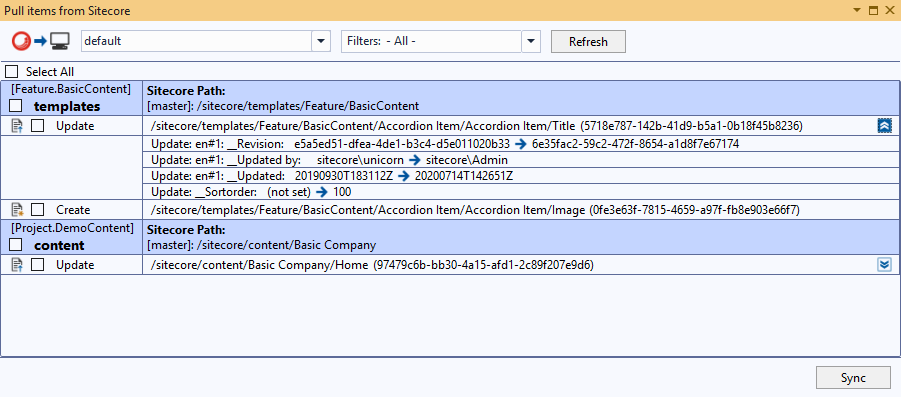 Pull items from Sitecore
default
Filters: - All -
Refresh
Select All
[Feature.BasicContent]
templates
Sitecore Path:
[master]: /sitecore/templates/Feature/BasicContent
Update /sitecore/templates/Feature/BasicContent/Accordion Item/Accordion Item/Title (5718e787-142b-41d9-b5a1-0b18f45b8236)
Update: en#1: __Revision: e5a5ed51-dfea-4de1-b3c4-d5e011020b33 → 6e35fac2-59c2-472f-8654-a1d8f7e67174
Update: en#1: __Updated by: sitecore\unicorn → sitecore\Admin
Update: en#1: __Updated: 20190930T183112Z → 20200714T142651Z
Update: __Sortorder: (not set) → 100
Create /sitecore/templates/Feature/BasicContent/Accordion Item/Accordion Item/Image (0fe3e63f-7815-4659-a97f-fb8e903e66f7)
[Project.DemoContent]
content
Sitecore Path:
[master]: /sitecore/content/Basic Company
Update /sitecore/content/Basic Company/Home (97479c6b-bb30-4a15-afd1-2c89f207e9d6)
Sync